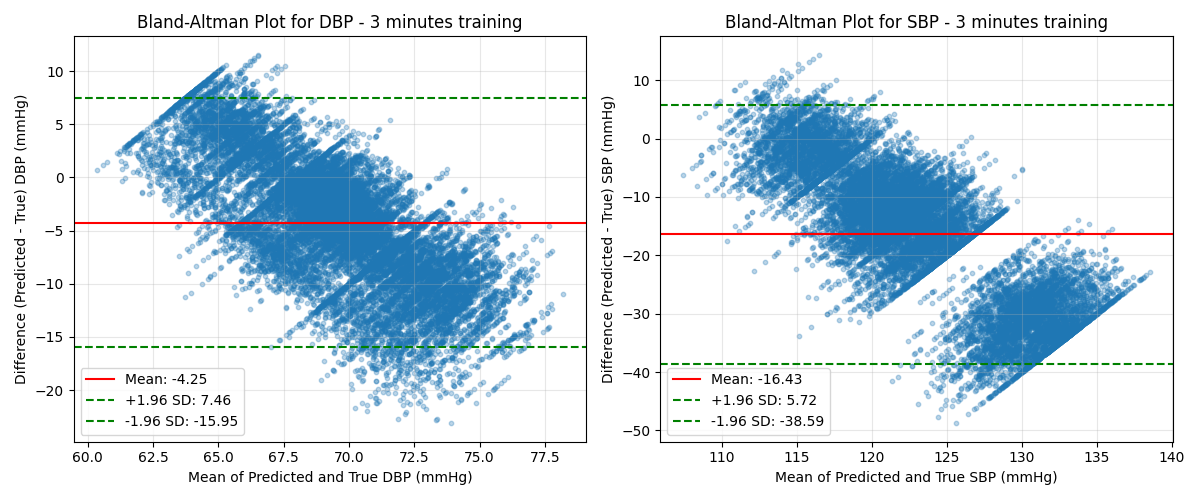 Bland-Altman Plot for DBP - 3 minutes training
Difference (Predicted - True) DBP (mmHg)
10
5
0
−5
−10
−15
−20
Mean: -4.25
+1.96 SD: 7.46
-1.96 SD: -15.95
60.0 62.5 65.0 67.5 70.0 72.5 75.0 77.5
Mean of Predicted and True DBP (mmHg)
Bland-Altman Plot for SBP - 3 minutes training
Difference (Predicted - True) SBP (mmHg)
10
0
−10
−20
−30
−40
−50
Mean: -16.43
+1.96 SD: 5.72
-1.96 SD: -38.59
110 115 120 125 130 135 140
Mean of Predicted and True SBP (mmHg)